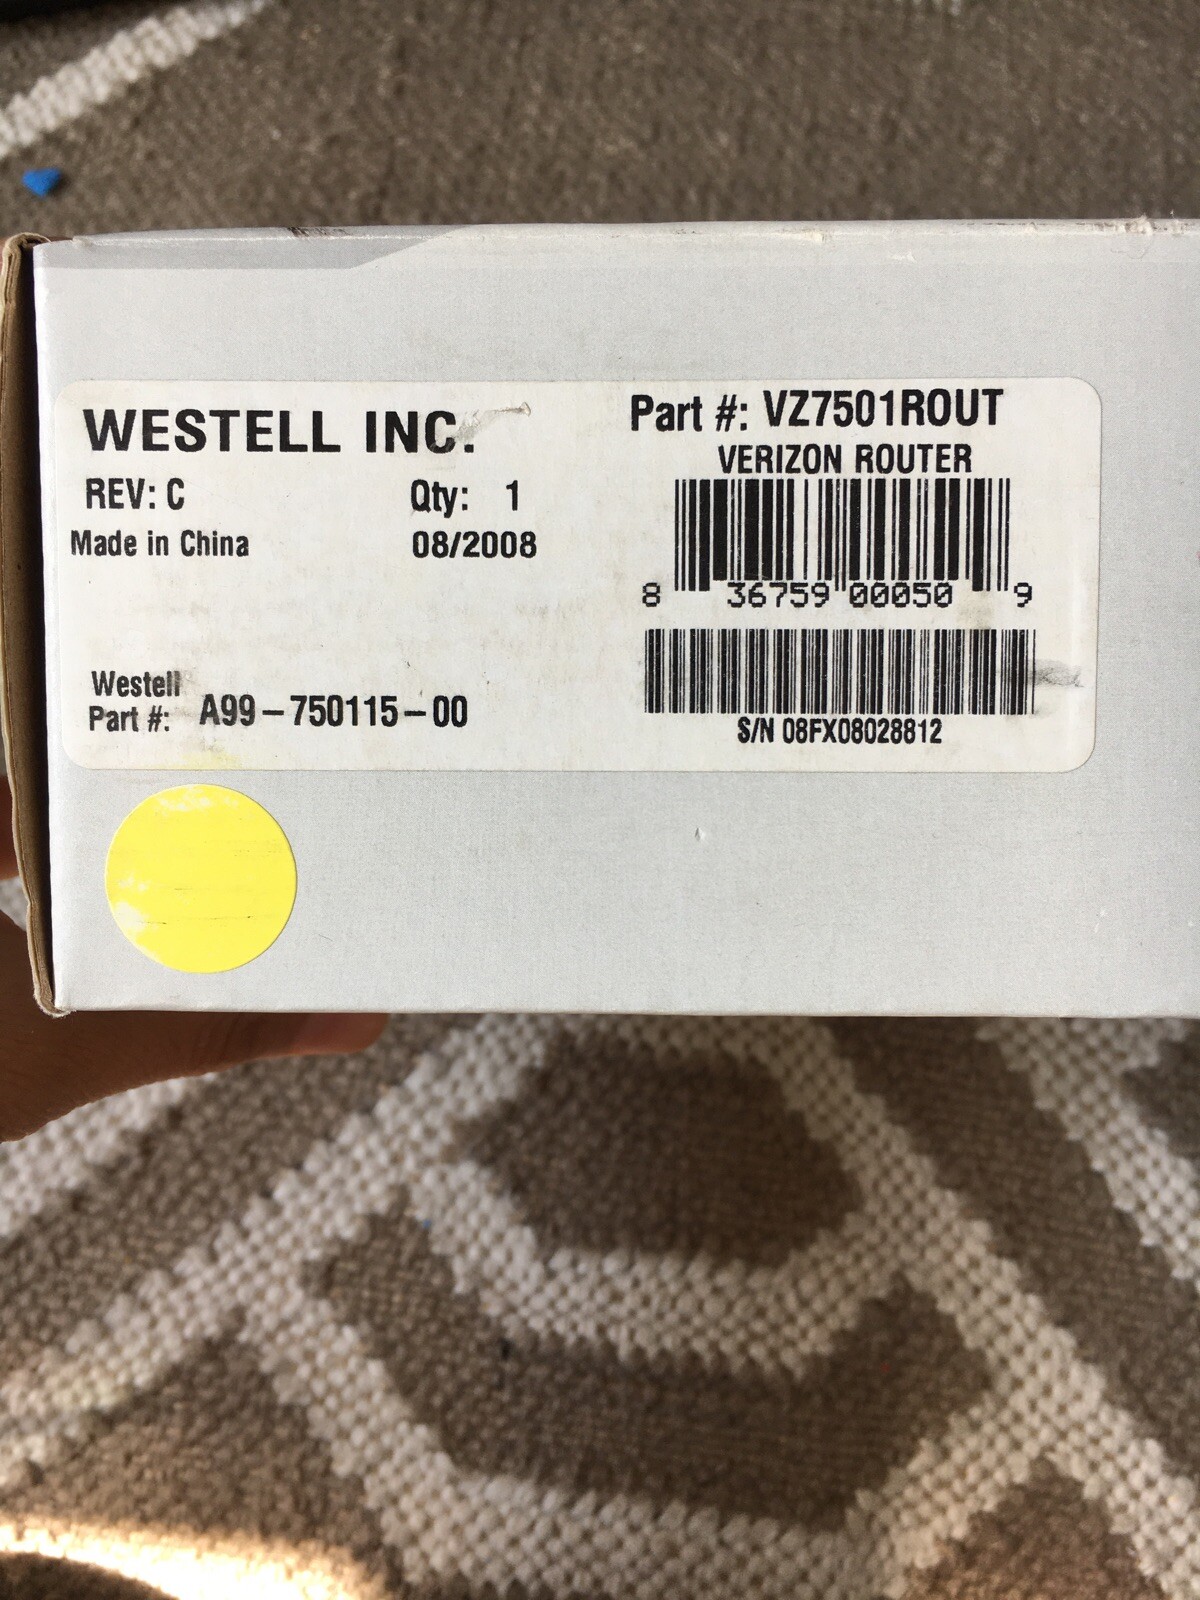 WESTELL INC.
REV: C Qty: 1
Made in China 08/2008
Westell
Part #: A99-750115-00
Part #: VZ7501ROUT
VERIZON ROUTER
8 36759 00050 9
S/N 08FX08028812